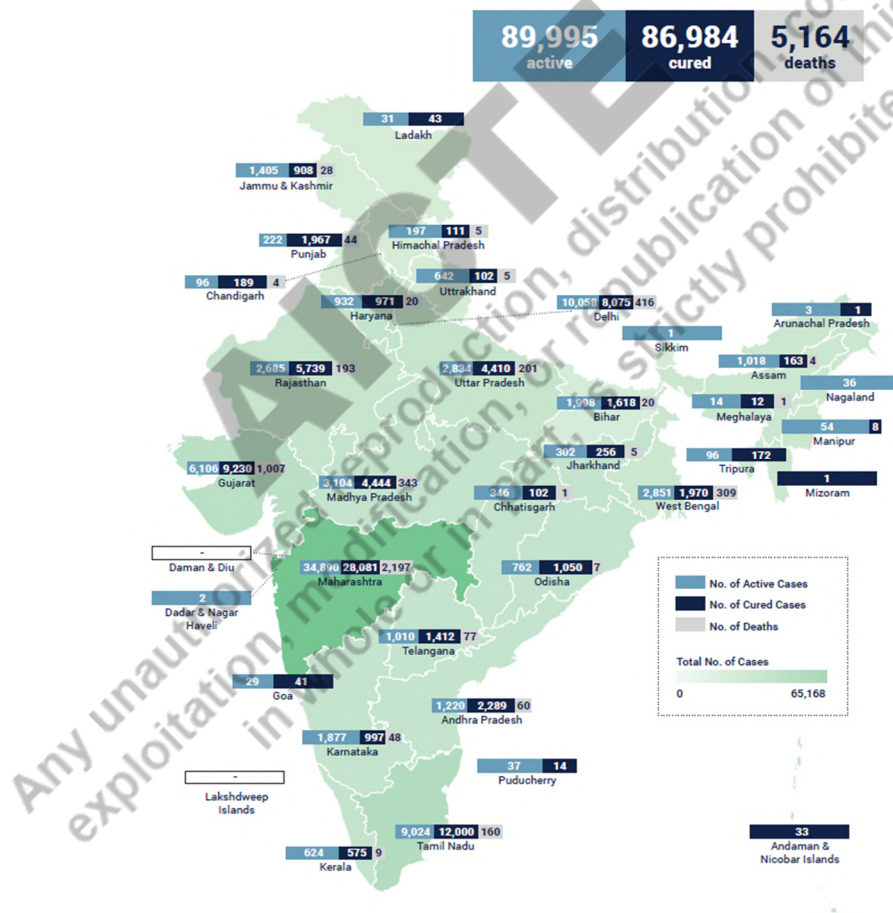 89,995 86,984 5,164
active cured deaths
31 43
Ladakh
1,405 908 28
Jammu & Kashmir
197 111 5
Himachal Pradesh
222 1,967 44
Punjab
96 189 4
Chandigarh
642 102 5
Uttrakhand
932 971 20
Haryana
10,058 8,075 416
Delhi
3 1
Arunachal Pradesh
1
Sikkim
1,018 163 4
Assam
2,685 5,739 193
Rajasthan
2,834 4,410 201
Uttar Pradesh
36
Nagaland
1,998 1,618 20
Bihar
14 12 1
Meghalaya
54 8
Manipur
302 256 5
Jharkhand
96 172
Tripura
6,106 9,230 1,007
Gujarat
3,104 4,444 343
Madhya Pradesh
1
Mizoram
346 102 1
Chhatisgarh
2,851 1,970 309
West Bengal
-
Daman & Diu
34,890 28,081 2,197
Maharashtra
762 1,050 7
Odisha
2
Dadar & Nagar
Haveli
No. of Active Cases
No. of Cured Cases
No. of Deaths
Total No. of Cases
0 65,168
1,010 1,412 77
Telangana
29 41
Goa
1,220 2,289 60
Andhra Pradesh
1,877 997 48
Karnataka
37 14
Puducherry
-
Lakshdweep
Islands
9,024 12,000 160
Tamil Nadu
33
Andaman &
Nicobar Islands
624 575 9
Kerala
AICTE
Any unauthorized reproduction, distribution,
exploitation, modification, or republication of this
in whole or in part, is strictly prohibited